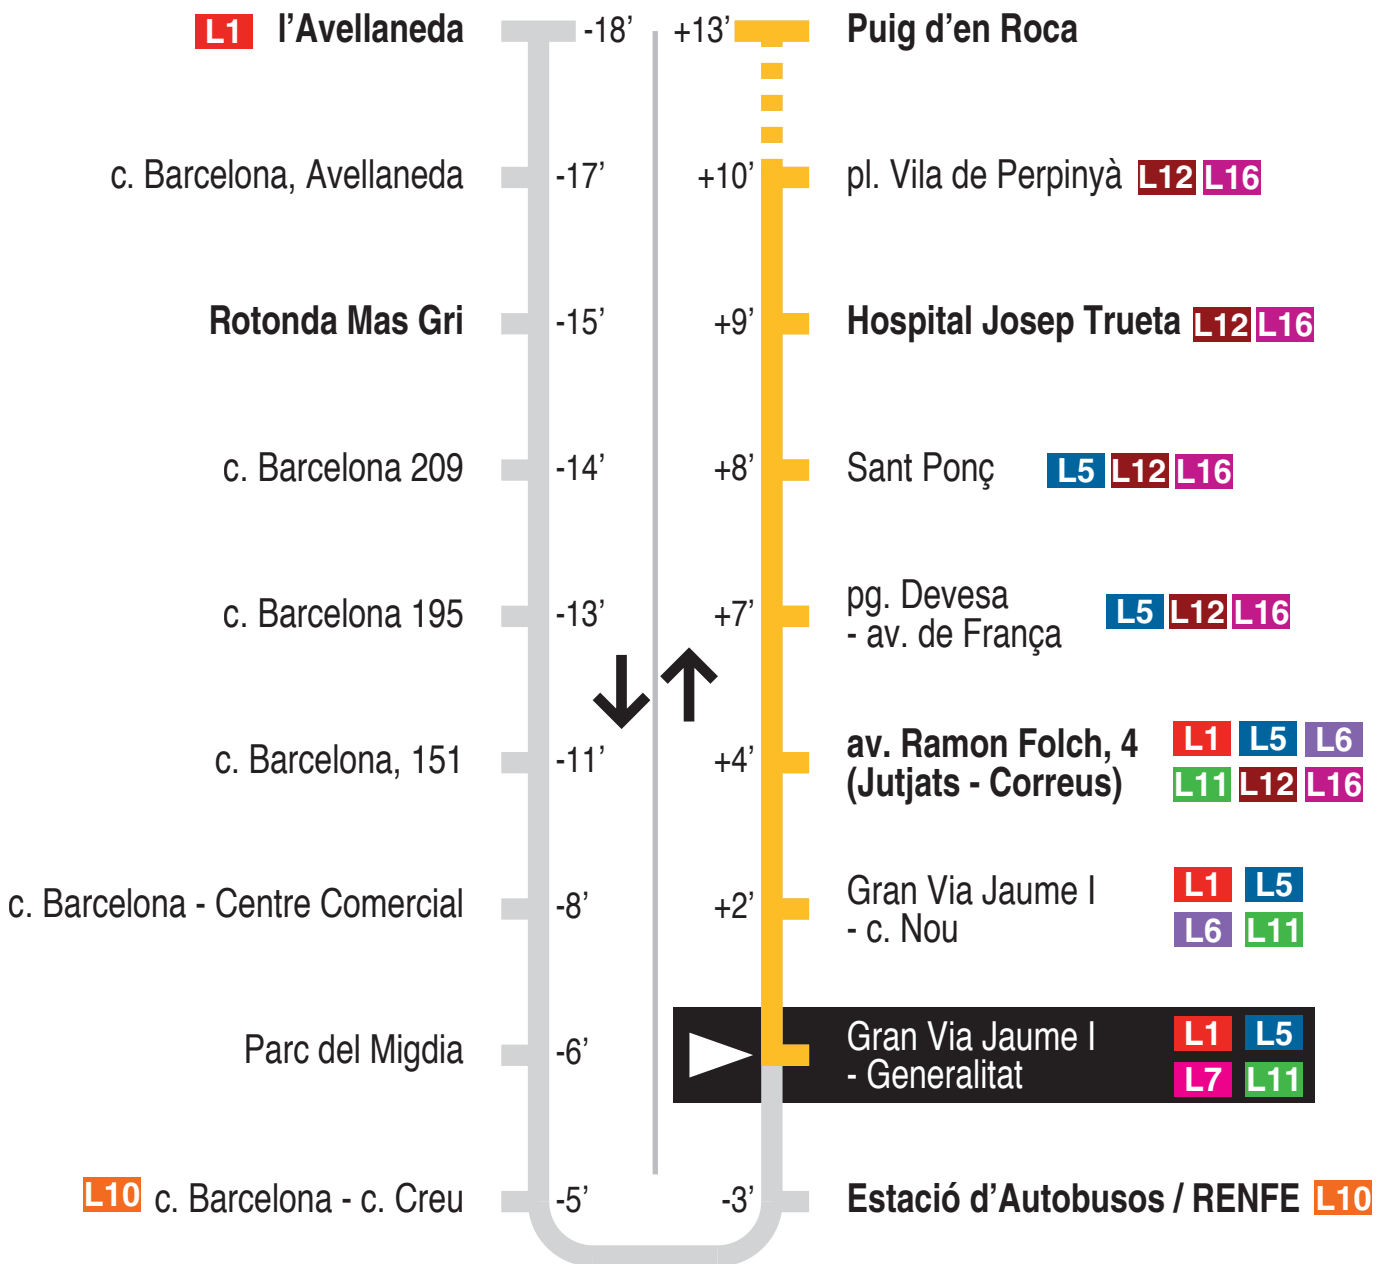 L1 l’Avellaneda -18’ +13’ Puig d’en Roca
c. Barcelona, Avellaneda -17’ +10’ pl. Vila de Perpinyà L12 L16
Rotonda Mas Gri -15’ +9’ Hospital Josep Trueta L12 L16
c. Barcelona 209 -14’ +8’ Sant Ponç L5 L12 L16
c. Barcelona 195 -13’ +7’ pg. Devesa
- av. de França L5 L12 L16
c. Barcelona, 151 -11’ +4’ av. Ramon Folch, 4 L1 L5 L6
(Jutjats - Correus) L11 L12 L16
c. Barcelona - Centre Comercial -8’ +2’ Gran Via Jaume I L1 L5
- c. Nou L6 L11
Parc del Migdia -6’ Gran Via Jaume I L1 L5
- Generalitat L7 L11
L10 c. Barcelona - c. Creu -5’ -3’ Estació d’Autobusos / RENFE L10